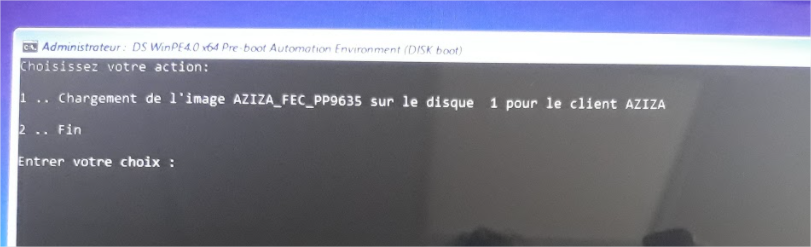 Administrateur : DS WinPE4.0 x64 Pre-boot Automation Environment (DISK boot)
Choisissez votre action:
1 .. Chargement de l'image AZIZA_FEC_PP9635 sur le disque 1 pour le client AZIZA
2 .. Fin
Entrer votre choix :